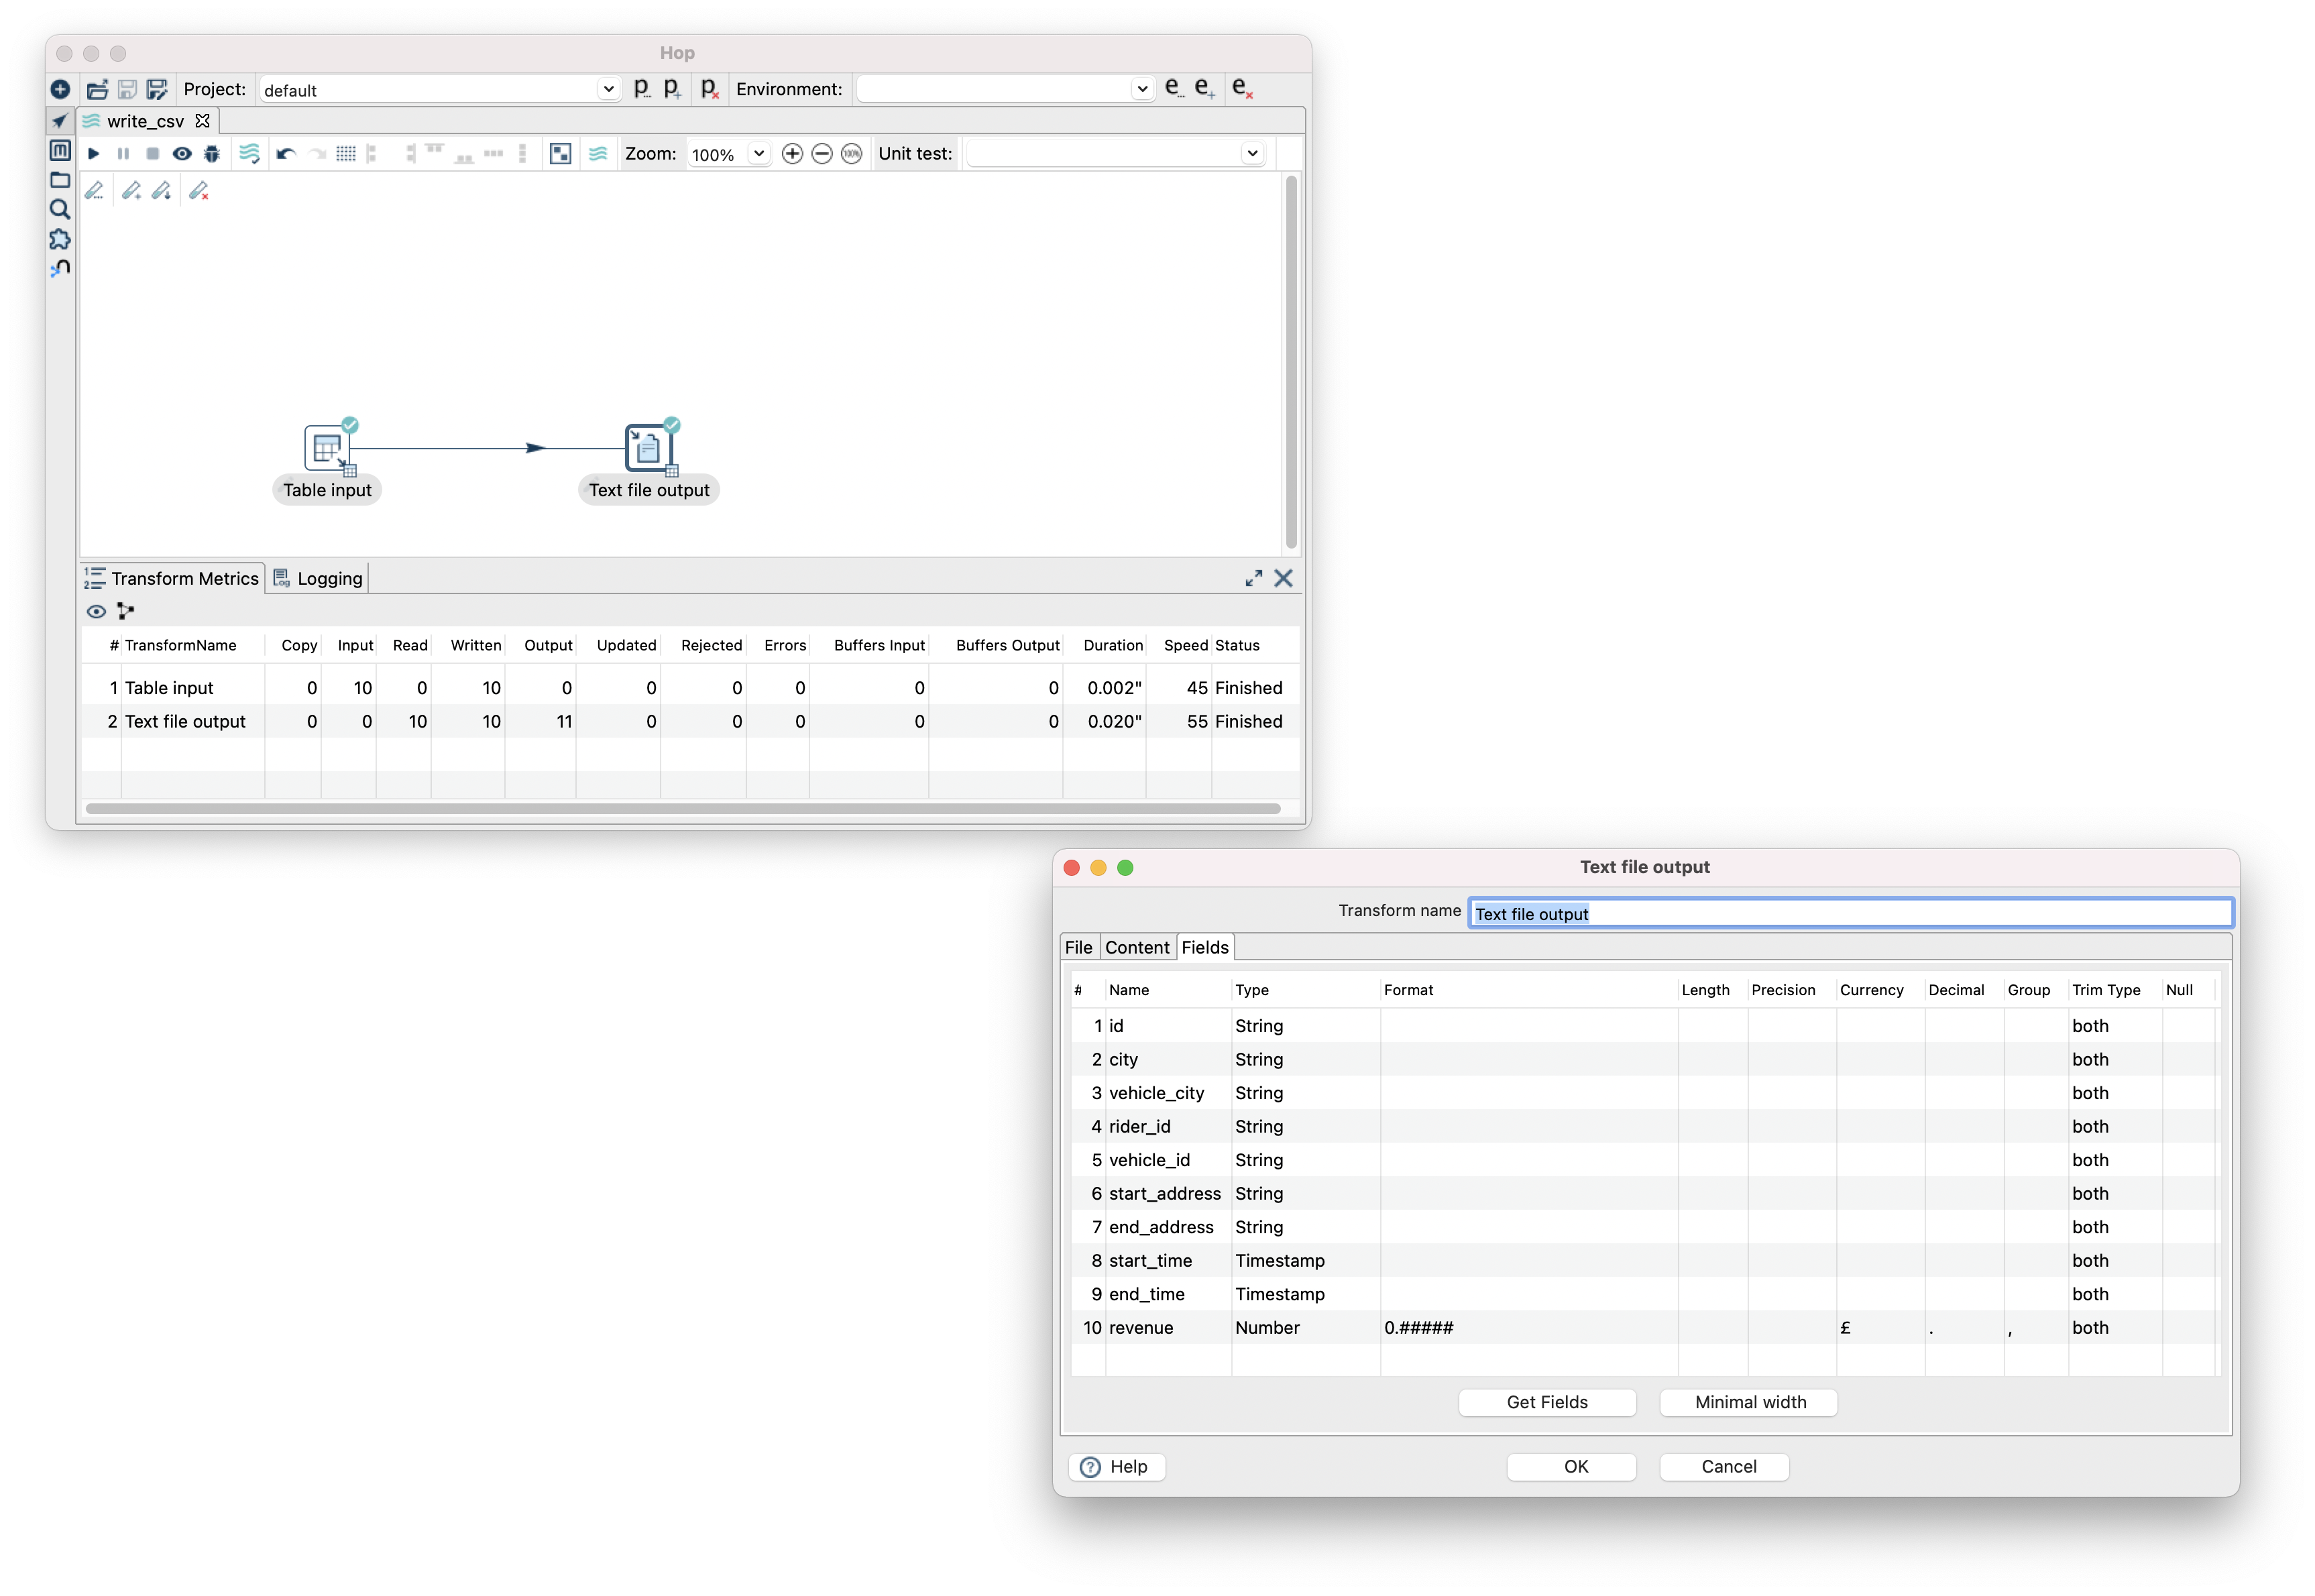 Hop
Project: default p... p+ px Environment: e... e+ ex
write_csv
Zoom: 100% 100% Unit test:
Table input
Text file output
Transform Metrics Logging
# TransformName Copy Input Read Written Output Updated Rejected Errors Buffers Input Buffers Output Duration Speed Status
1 Table input 0 10 0 10 0 0 0 0 0 0 0.002" 45 Finished
2 Text file output 0 0 10 10 11 0 0 0 0 0 0.020" 55 Finished
Text file output
Transform name Text file output
File Content Fields
# Name Type Format Length Precision Currency Decimal Group Trim Type Null
1 id String both
2 city String both
3 vehicle_city String both
4 rider_id String both
5 vehicle_id String both
6 start_address String both
7 end_address String both
8 start_time Timestamp both
9 end_time Timestamp both
10 revenue Number 0.##### £ . , both
Get Fields Minimal width
? Help OK Cancel